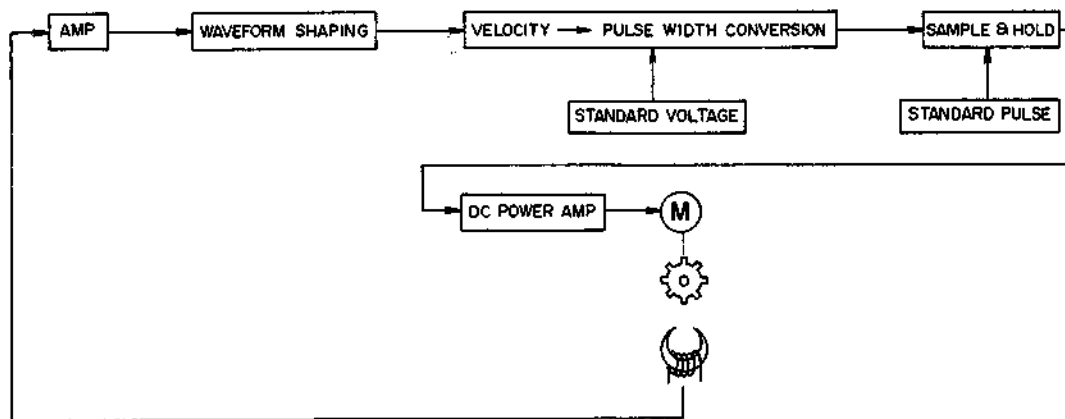 AMP
WAVEFORM SHAPING
VELOCITY → PULSE WIDTH CONVERSION
SAMPLE & HOLD
STANDARD VOLTAGE
STANDARD PULSE
DC POWER AMP
M